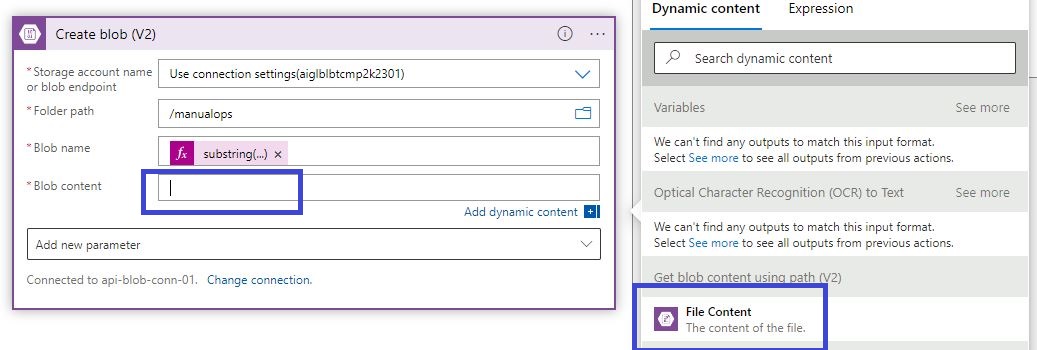 Create blob (V2)
* Storage account name
or blob endpoint
Use connection settings(aiglblbtcmp2k2301)
* Folder path
/manualops
* Blob name
fx substring(...) ×
* Blob content
Add dynamic content
Add new parameter
Connected to api-blob-conn-01. Change connection.
Dynamic content Expression
Search dynamic content
Variables See more
We can't find any outputs to match this input format.
Select See more to see all outputs from previous actions.
Optical Character Recognition (OCR) to Text See more
We can't find any outputs to match this input format.
Select See more to see all outputs from previous actions.
Get blob content using path (V2)
File Content
The content of the file.